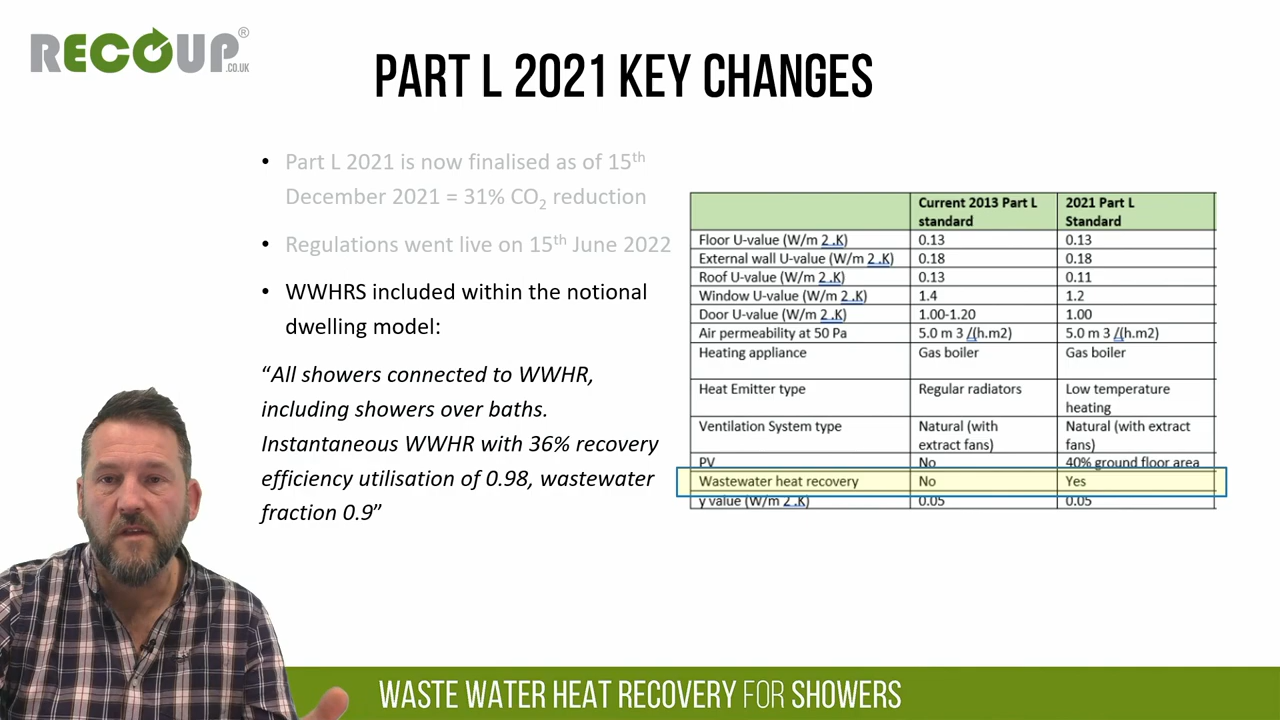 RECOUP®
.CO.UK
PART L 2021 KEY CHANGES
• Part L 2021 is now finalised as of 15th
December 2021 = 31% CO2 reduction
• Regulations went live on 15th June 2022
• WWHRS included within the notional
dwelling model:
“All showers connected to WWHR,
including showers over baths.
Instantaneous WWHR with 36% recovery
efficiency utilisation of 0.98, wastewater
fraction 0.9”
Current 2013 Part L 2021 Part L
standard Standard
Floor U-value (W/m 2 .K) 0.13 0.13
External wall U-value (W/m 2 .K) 0.18 0.18
Roof U-value (W/m 2 .K) 0.13 0.11
Window U-value (W/m 2 .K) 1.4 1.2
Door U-value (W/m 2 .K) 1.00-1.20 1.00
Air permeability at 50 Pa 5.0 m 3 /(h.m2) 5.0 m 3 /(h.m2)
Heating appliance Gas boiler Gas boiler
Heat Emitter type Regular radiators Low temperature
heating
Ventilation System type Natural (with Natural (with extract
extract fans) fans)
PV No 40% ground floor area
Wastewater heat recovery No Yes
y value (W/m 2 .K) 0.05 0.05
WASTE WATER HEAT RECOVERY FOR SHOWERS